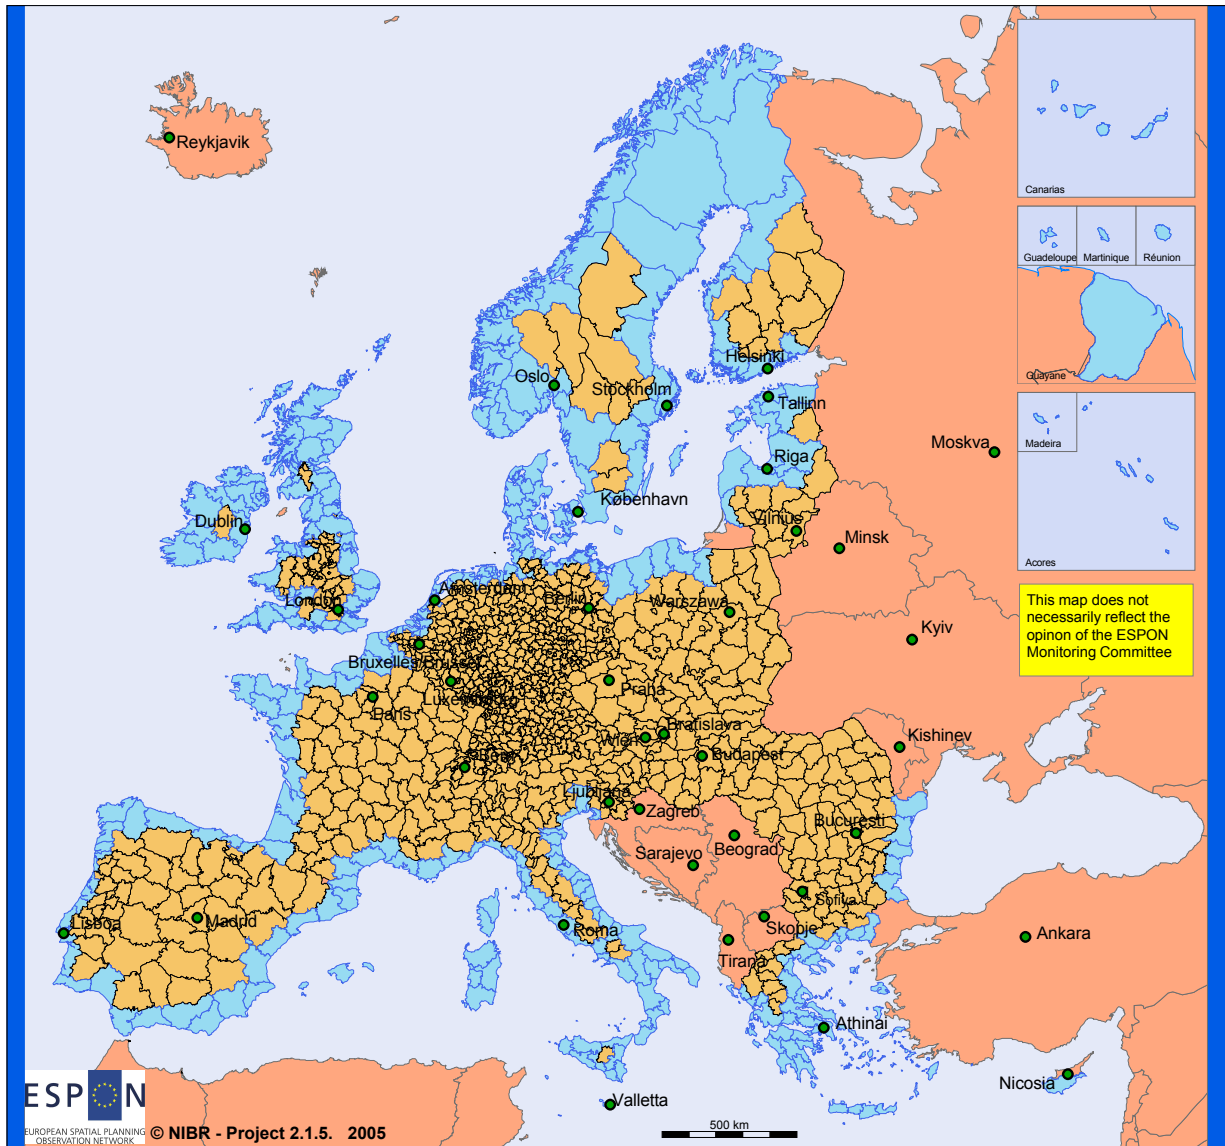 Reykjavik
Canarias
Guadeloupe
Martinique
Réunion
Guayane
Helsinki
Oslo
Stockholm
Tallinn
Madeira
Moskva
Riga
København
Dublin
Vilnius
Minsk
Acores
Amsterdam
Berlin
London
Warszawa
This map does not
necessarily reflect the
opinon of the ESPON
Monitoring Committee
Kyiv
Bruxelles/Brussel
Praha
Luxembourg
Paris
Bratislava
Wien
Kishinev
Budapest
Bern
Ljubljana
Zagreb
Bucuresti
Beograd
Sarajevo
Sofiya
Madrid
Lisboa
Roma
Skopje
Ankara
Tirana
Athinai
Nicosia
Valletta
ESPON
EUROPEAN SPATIAL PLANNING
OBSERVATION NETWORK
© NIBR - Project 2.1.5. 2005
500 km